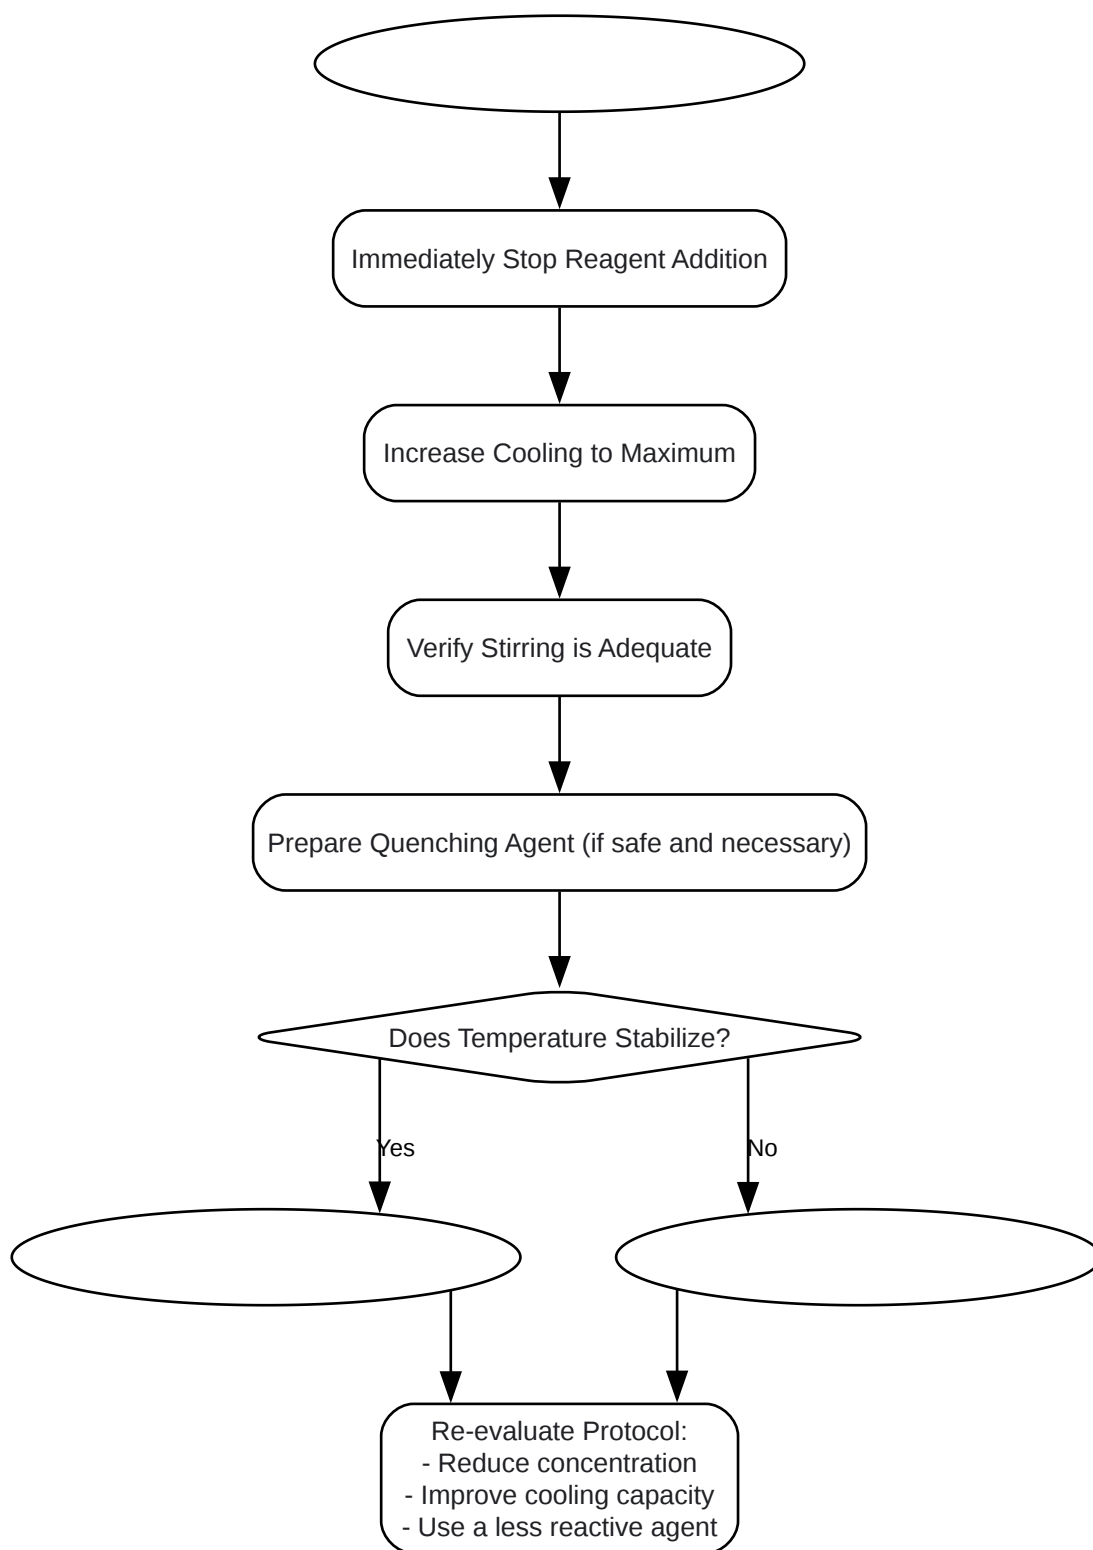 Immediately Stop Reagent Addition
Increase Cooling to Maximum
Verify Stirring is Adequate
Prepare Quenching Agent (if safe and necessary)
Does Temperature Stabilize?
Yes
No
Re-evaluate Protocol:
- Reduce concentration
- Improve cooling capacity
- Use a less reactive agent